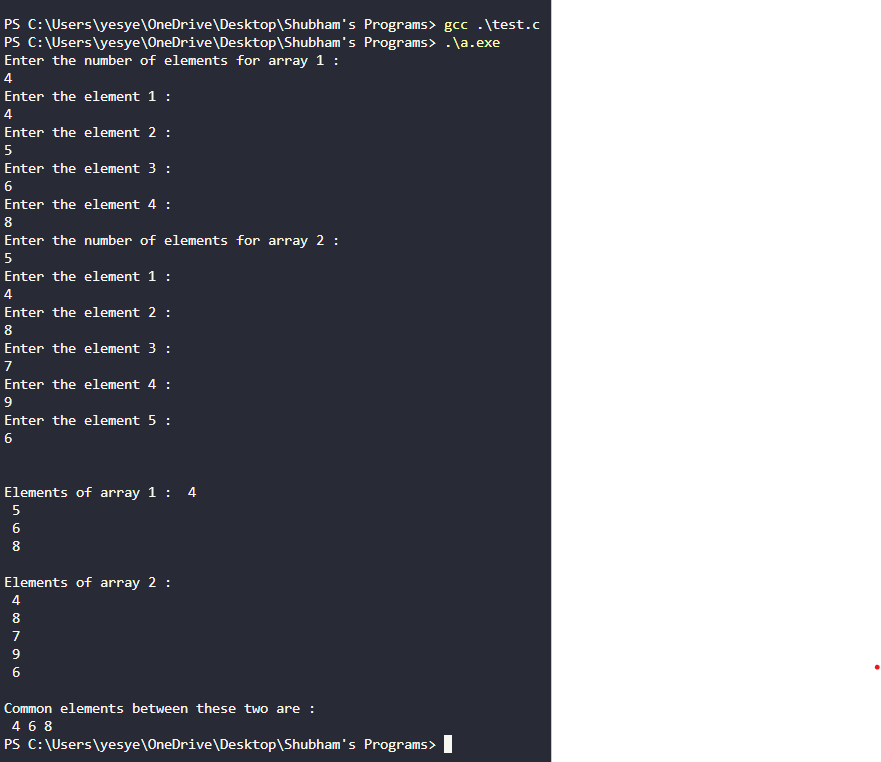 PS C:\Users\yesye\OneDrive\Desktop\Shubham's Programs> gcc .\test.c
PS C:\Users\yesye\OneDrive\Desktop\Shubham's Programs> .\a.exe
Enter the number of elements for array 1 :
4
Enter the element 1 :
4
Enter the element 2 :
5
Enter the element 3 :
6
Enter the element 4 :
8
Enter the number of elements for array 2 :
5
Enter the element 1 :
4
Enter the element 2 :
8
Enter the element 3 :
7
Enter the element 4 :
9
Enter the element 5 :
6
Elements of array 1 :  4
 5
 6
 8
Elements of array 2 :
 4
 8
 7
 9
 6
Common elements between these two are :
 4 6 8
PS C:\Users\yesye\OneDrive\Desktop\Shubham's Programs>